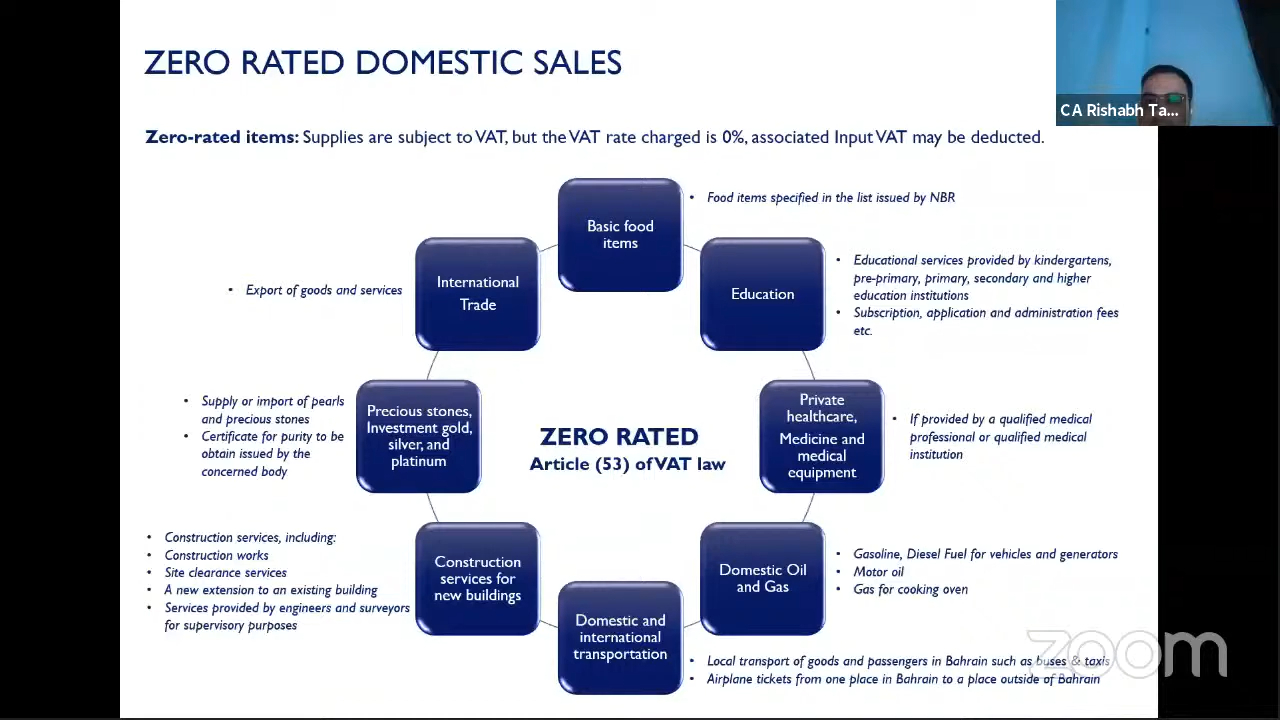 ZERO RATED DOMESTIC SALES
CA Rishabh Ta...
Zero-rated items: Supplies are subject to VAT, but the VAT rate charged is 0%, associated Input VAT may be deducted.
Basic food
items
• Food items specified in the list issued by NBR
Education
• Educational services provided by kindergartens,
pre-primary, primary, secondary and higher
education institutions
• Subscription, application and administration fees
etc.
Private
healthcare,
Medicine and
medical
equipment
• If provided by a qualified medical
professional or qualified medical
institution
Domestic Oil
and Gas
• Gasoline, Diesel Fuel for vehicles and generators
• Motor oil
• Gas for cooking oven
Domestic and
international
transportation
• Local transport of goods and passengers in Bahrain such as buses & taxis
• Airplane tickets from one place in Bahrain to a place outside of Bahrain
Construction
services for
new buildings
• Construction services, including:
• Construction works
• Site clearance services
• A new extension to an existing building
• Services provided by engineers and surveyors
for supervisory purposes
Precious stones,
Investment gold,
silver, and
platinum
• Supply or import of pearls
and precious stones
• Certificate for purity to be
obtain issued by the
concerned body
International
Trade
• Export of goods and services
ZERO RATED
Article (53) of VAT law
zoom